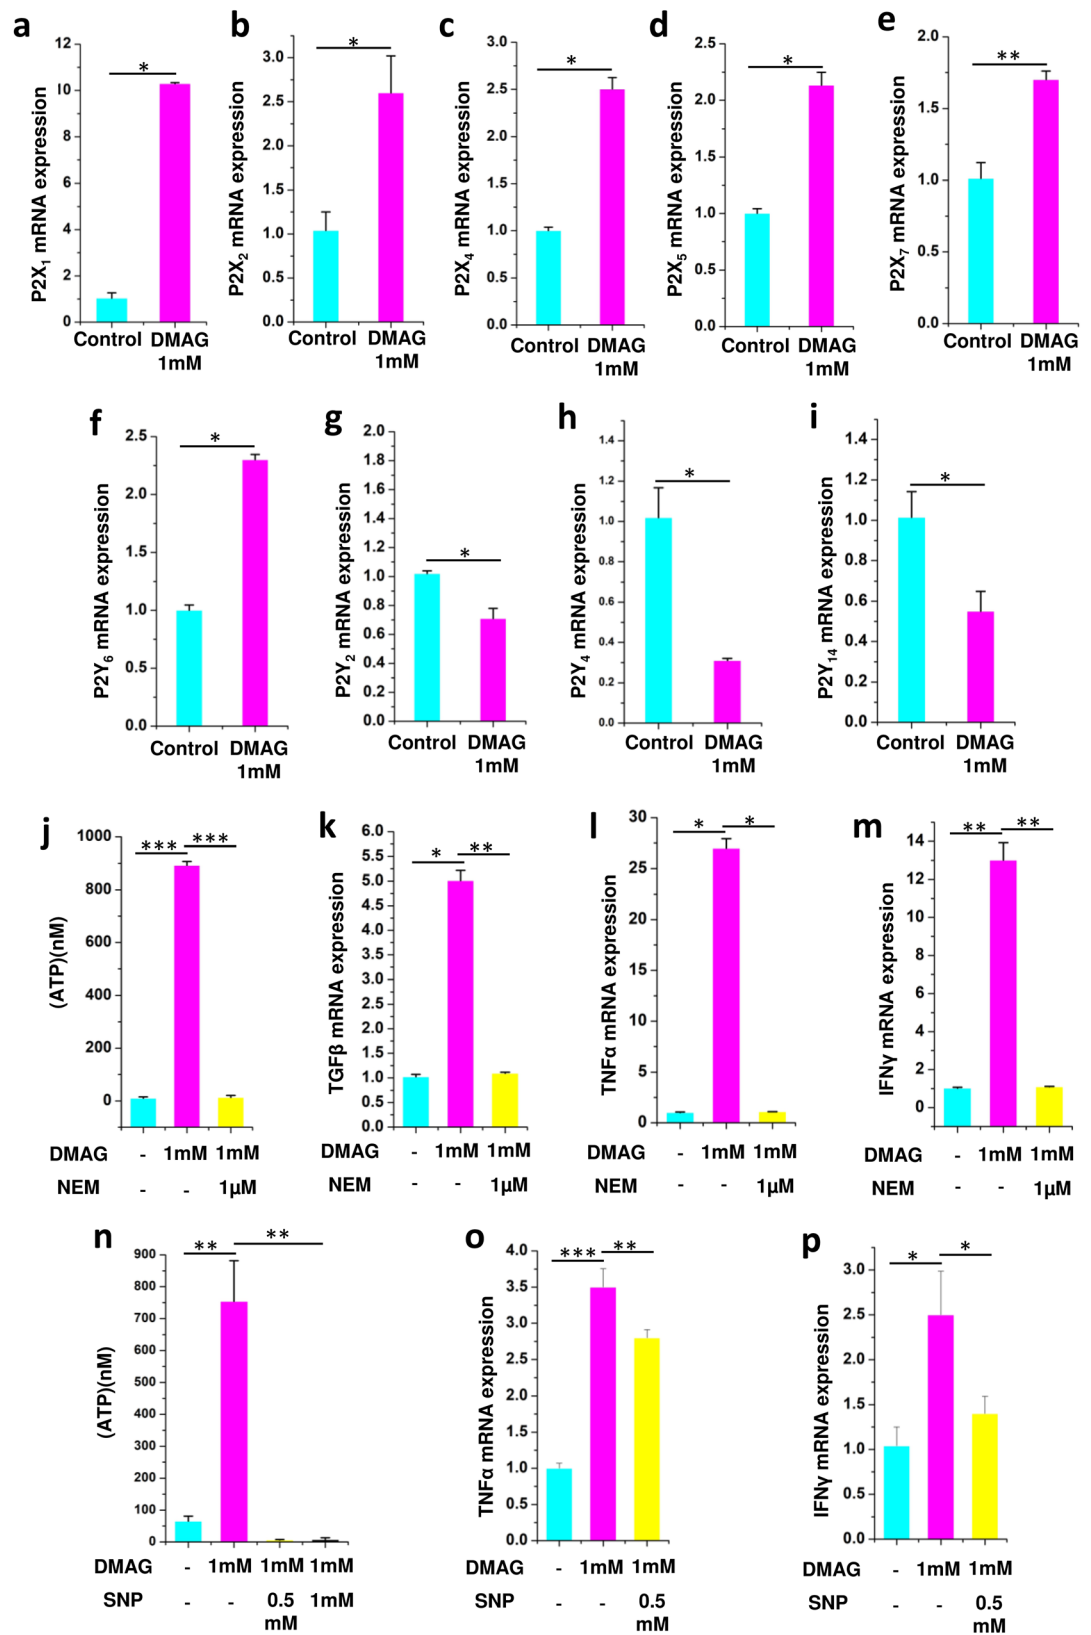 a
P2X1 mRNA expression
12
10
8
6
4
2
0
*
Control DMAG
1mM
b
P2X2 mRNA expression
3.0
2.5
2.0
1.5
1.0
0.5
0.0
*
Control DMAG
1mM
c
P2X4 mRNA expression
3.0
2.5
2.0
1.5
1.0
0.5
0.0
*
Control DMAG
1mM
d
P2X5 mRNA expression
2.5
2.0
1.5
1.0
0.5
0.0
*
Control DMAG
1mM
e
P2X7 mRNA expression
2.0
1.5
1.0
0.5
0.0
**
Control DMAG
1mM
f
P2Y6 mRNA expression
2.5
2.0
1.5
1.0
0.5
0.0
*
Control DMAG
1mM
g
P2Y2 mRNA expression
2.0
1.8
1.6
1.4
1.2
1.0
0.8
0.6
0.4
0.2
0.0
*
Control DMAG
1mM
h
P2Y4 mRNA expression
1.4
1.2
1.0
0.8
0.6
0.4
0.2
0.0
*
Control DMAG
1mM
i
P2Y14 mRNA expression
1.4
1.2
1.0
0.8
0.6
0.4
0.2
0.0
*
Control DMAG
1mM
j
(ATP)(nM)
1000
800
600
400
200
0
*** ***
DMAG - 1mM 1mM
NEM - - 1µM
k
TGFβ mRNA expression
6.0
5.5
5.0
4.5
4.0
3.5
3.0
2.5
2.0
1.5
1.0
0.5
0.0
* **
- 1mM 1mM
NEM - - 1µM
l
TNFα mRNA expression
30
25
20
15
10
5
0
* *
DMAG - 1mM 1mM
NEM - - 1µM
m
IFNγ mRNA expression
14
12
10
8
6
4
2
0
** **
DMAG - 1mM 1mM
NEM - - 1µM
n
(ATP)(nM)
900
800
700
600
500
400
300
200
100
0
** **
DMAG - 1mM 1mM 1mM
SNP - - 0.5 1mM
mM
o
TNFα mRNA expression
4.0
3.5
3.0
2.5
2.0
1.5
1.0
0.5
0.0
*** **
DMAG - 1mM 1mM
SNP - - 0.5
mM
p
IFNγ mRNA expression
3.0
2.5
2.0
1.5
1.0
0.5
0.0
* *
DMAG - 1mM 1mM
SNP - - 0.5
mM